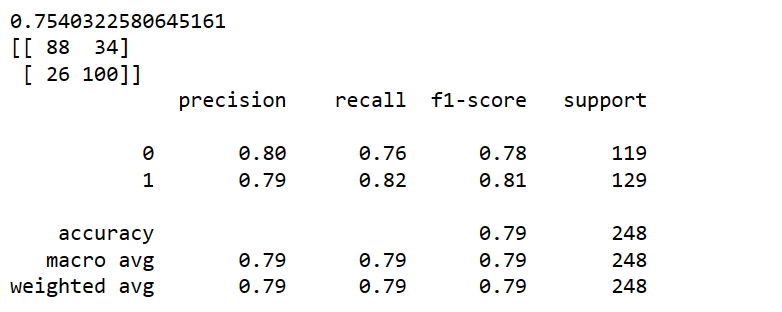 0.7540322580645161
[[ 88  34]
 [ 26 100]]
              precision    recall  f1-score   support

           0       0.80      0.76      0.78       119
           1       0.79      0.82      0.81       129

    accuracy                           0.79       248
   macro avg       0.79      0.79      0.79       248
weighted avg       0.79      0.79      0.79       248